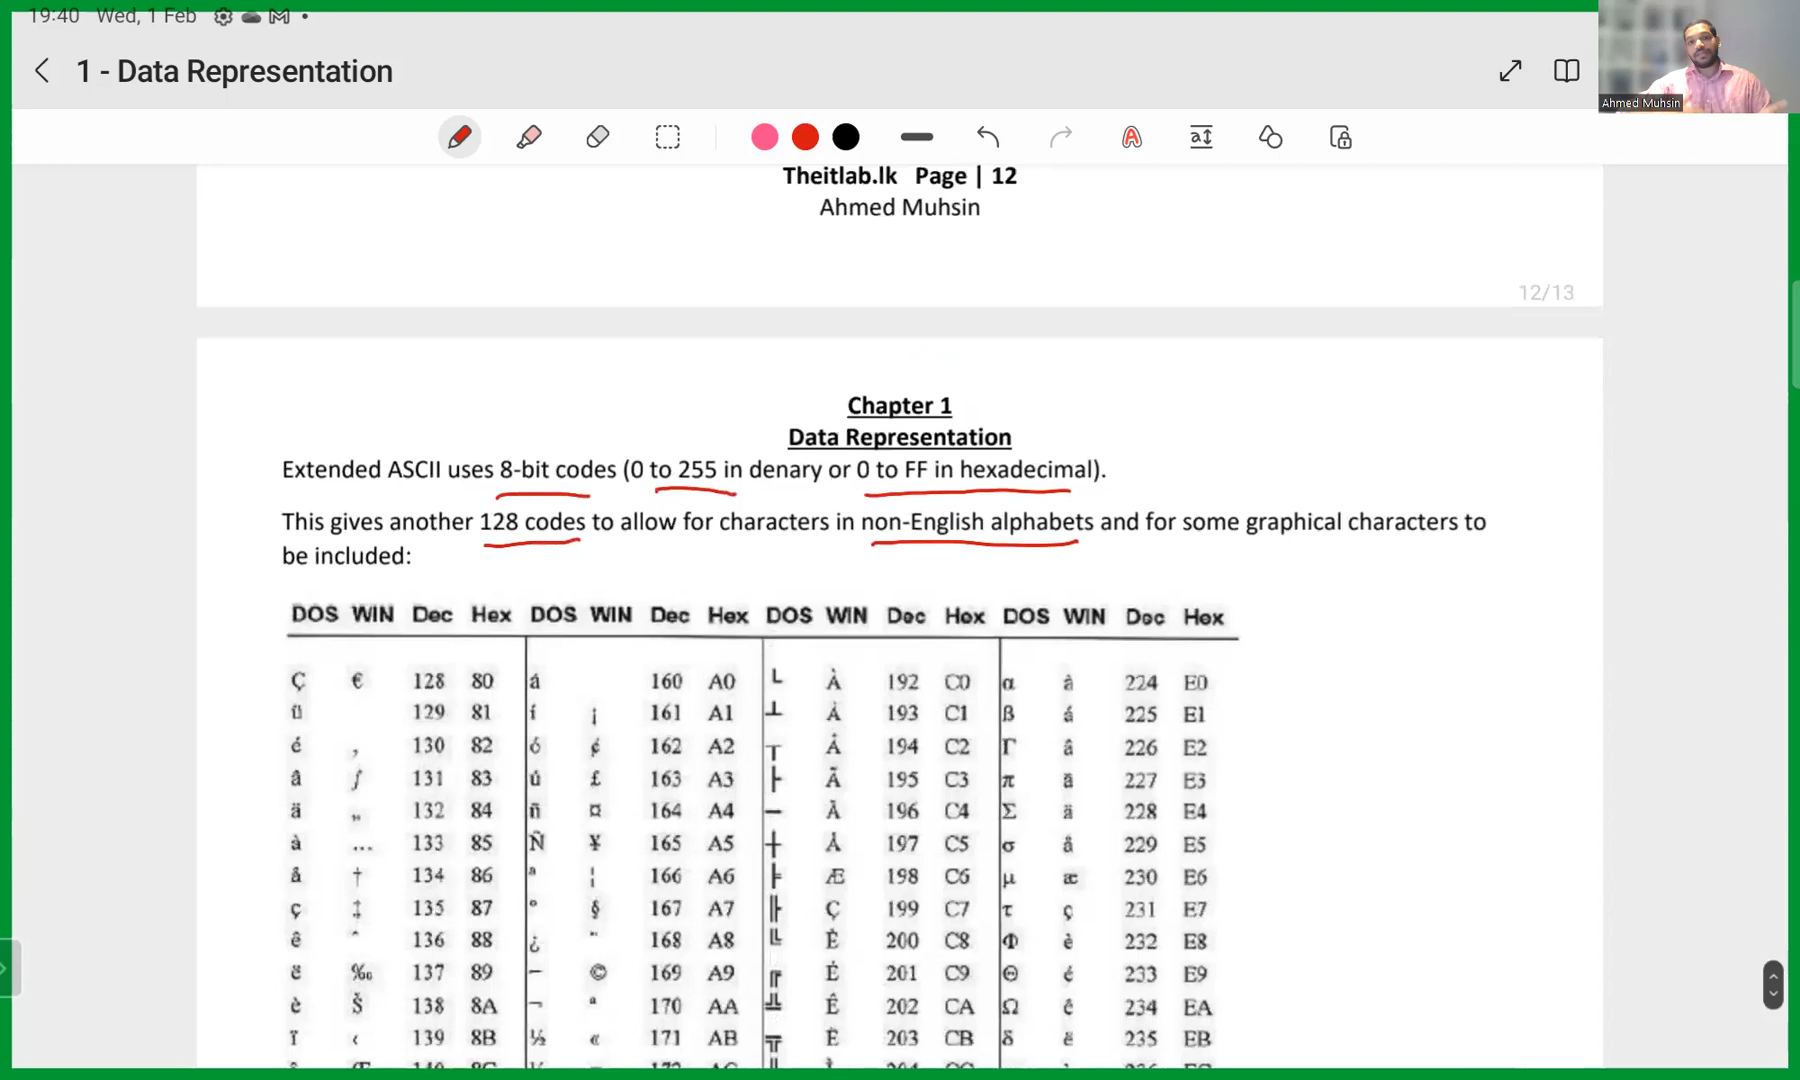 19:40 Wed, 1 Feb
1 - Data Representation
Ahmed Muhsin
Theitlab.lk Page | 12
Ahmed Muhsin
12/13
Chapter 1
Data Representation
Extended ASCII uses 8-bit codes (0 to 255 in denary or 0 to FF in hexadecimal).
This gives another 128 codes to allow for characters in non-English alphabets and for some graphical characters to
be included:
DOS WIN Dec Hex DOS WIN Dec Hex DOS WIN Dec Hex DOS WIN Dec Hex
Ç € 128 80 á 160 A0 └ À 192 C0 α à 224 E0
ü 129 81 í ¡ 161 A1 ┴ Á 193 C1 ß á 225 E1
é ‚ 130 82 ó ¢ 162 A2 ┬ Â 194 C2 Γ â 226 E2
â ƒ 131 83 ú £ 163 A3 ├ Ã 195 C3 π ã 227 E3
ä „ 132 84 ñ ¤ 164 A4 ─ Ä 196 C4 Σ ä 228 E4
à … 133 85 Ñ ¥ 165 A5 ┼ Å 197 C5 σ å 229 E5
å † 134 86 ª ¦ 166 A6 ╞ Æ 198 C6 µ æ 230 E6
ç ‡ 135 87 º § 167 A7 ╟ Ç 199 C7 τ ç 231 E7
ê ˆ 136 88 ¿ ¨ 168 A8 ╚ È 200 C8 Φ è 232 E8
ë ‰ 137 89 ⌐ © 169 A9 ╔ É 201 C9 Θ é 233 E9
è Š 138 8A ¬ ª 170 AA ╩ Ê 202 CA Ω ê 234 EA
ï ‹ 139 8B ½ « 171 AB ╦ Ë 203 CB δ ë 235 EB